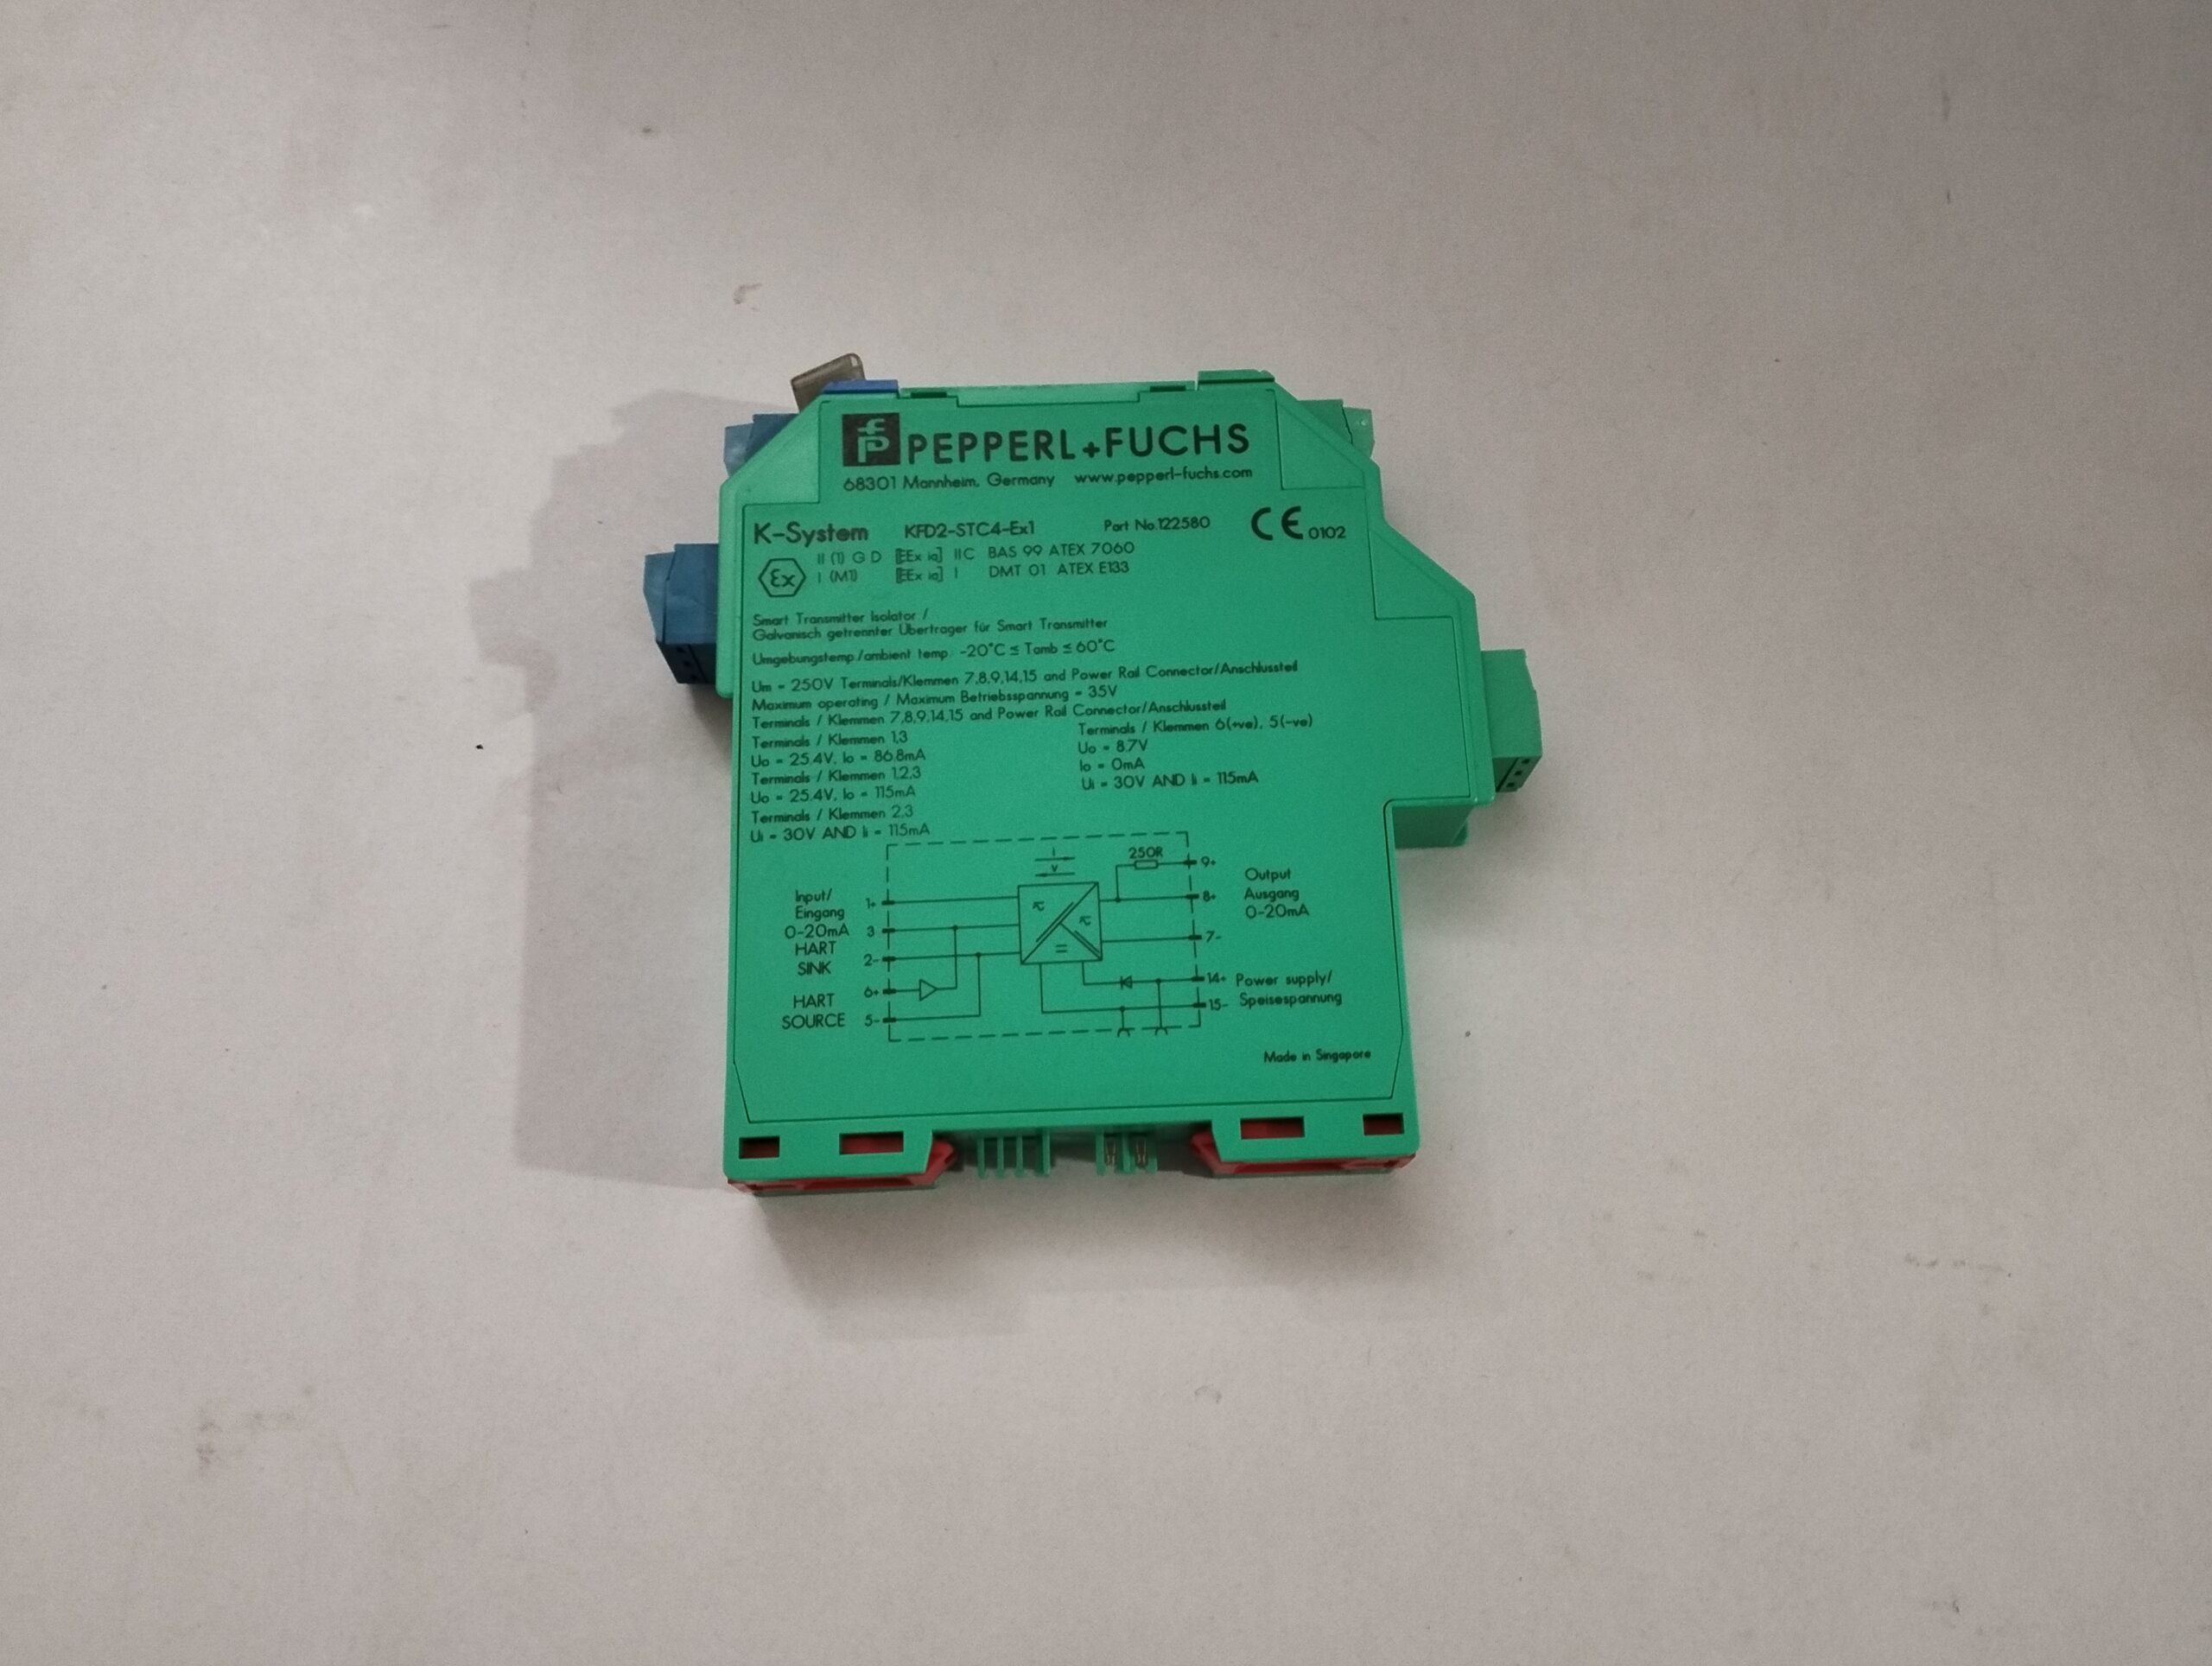 PEPPERL+FUCHS
68301 Mannheim, Germany www.pepperl-fuchs.com
K-System KFD2-STC4-Ex1 Part No.122580 CE 0102
Ex II (1) G D [EEx ia] IIC BAS 99 ATEX 7060
I (M1) [EEx ia] I DMT 01 ATEX E133
Smart Transmitter Isolator /
Galvanisch getrennter Übertrager für Smart Transmitter
Umgebungstemp./ambient temp. -20°C ≤ Tamb ≤ 60°C
Um = 250V Terminals/Klemmen 7,8,9,14,15 and Power Rail Connector/Anschlussteil
Maximum operating / Maximum Betriebsspannung = 35V
Terminals / Klemmen 7,8,9,14,15 and Power Rail Connector/Anschlussteil
Terminals / Klemmen 1,3
Uo = 25.4V, Io = 86.8mA
Terminals / Klemmen 1,2,3
Uo = 25.4V, Io = 115mA
Terminals / Klemmen 2,3
Ui = 30V AND Ii = 115mA
Terminals / Klemmen 6(+ve), 5(-ve)
Uo = 8.7V
Io = 0mA
Ui = 30V AND Ii = 115mA
I
V
250R
Input/
Eingang
0-20mA
HART
SINK
HART
SOURCE
1+
3
2-
6+
5-
9+
8+
7-
14+
15-
Output
Ausgang
0-20mA
Power supply/
Speisespannung
Made in Singapore